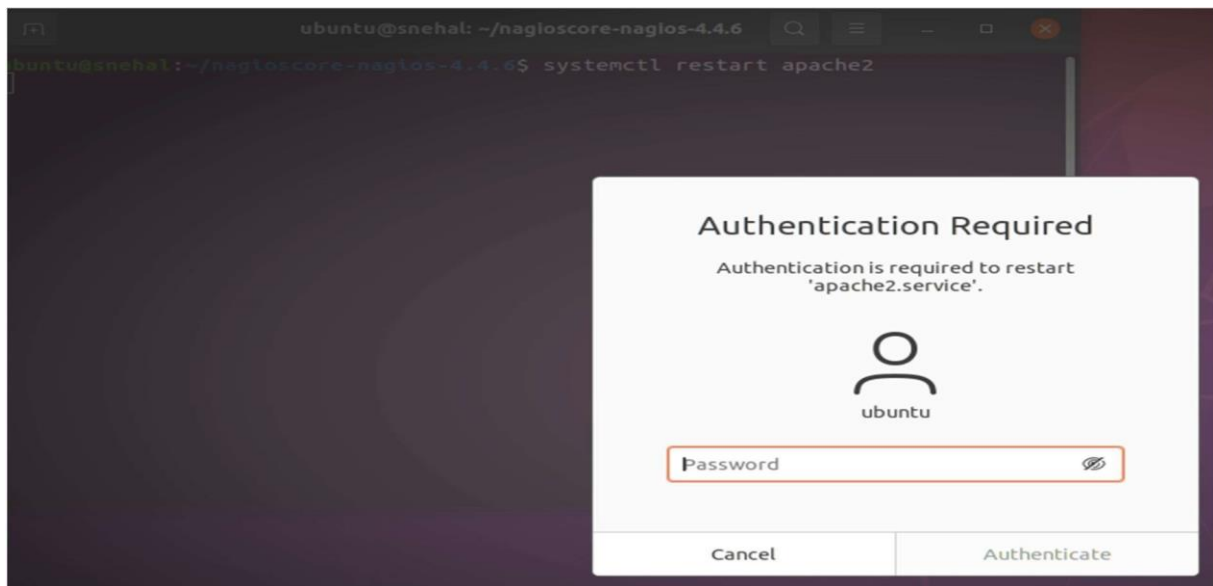 ubuntu@snehal: ~/nagioscore-nagios-4.4.6
ubuntu@snehal:~/nagioscore-nagios-4.4.6$ systemctl restart apache2
Authentication Required
Authentication is required to restart
'apache2.service'.
ubuntu
Password
Cancel
Authenticate